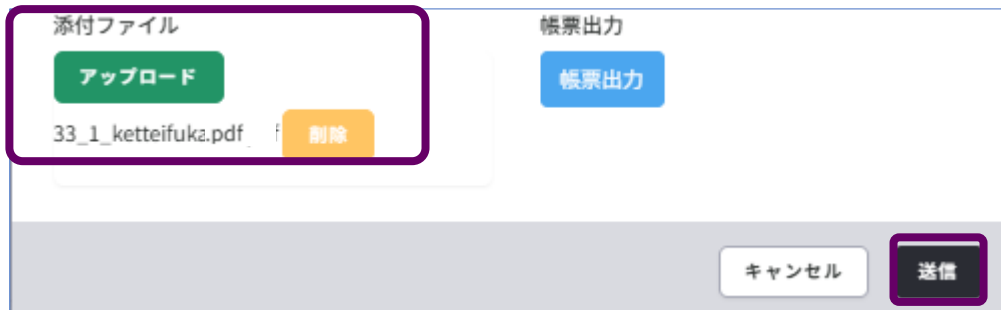 添付ファイル
帳票出力
アップロード
帳票出力
33_1_ketteifuka.pdf
削除
キャンセル
送信